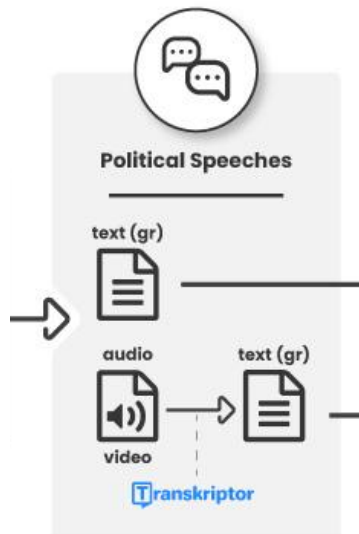 Political Speeches
text (gr)
audio
text (gr)
video
Transkriptor